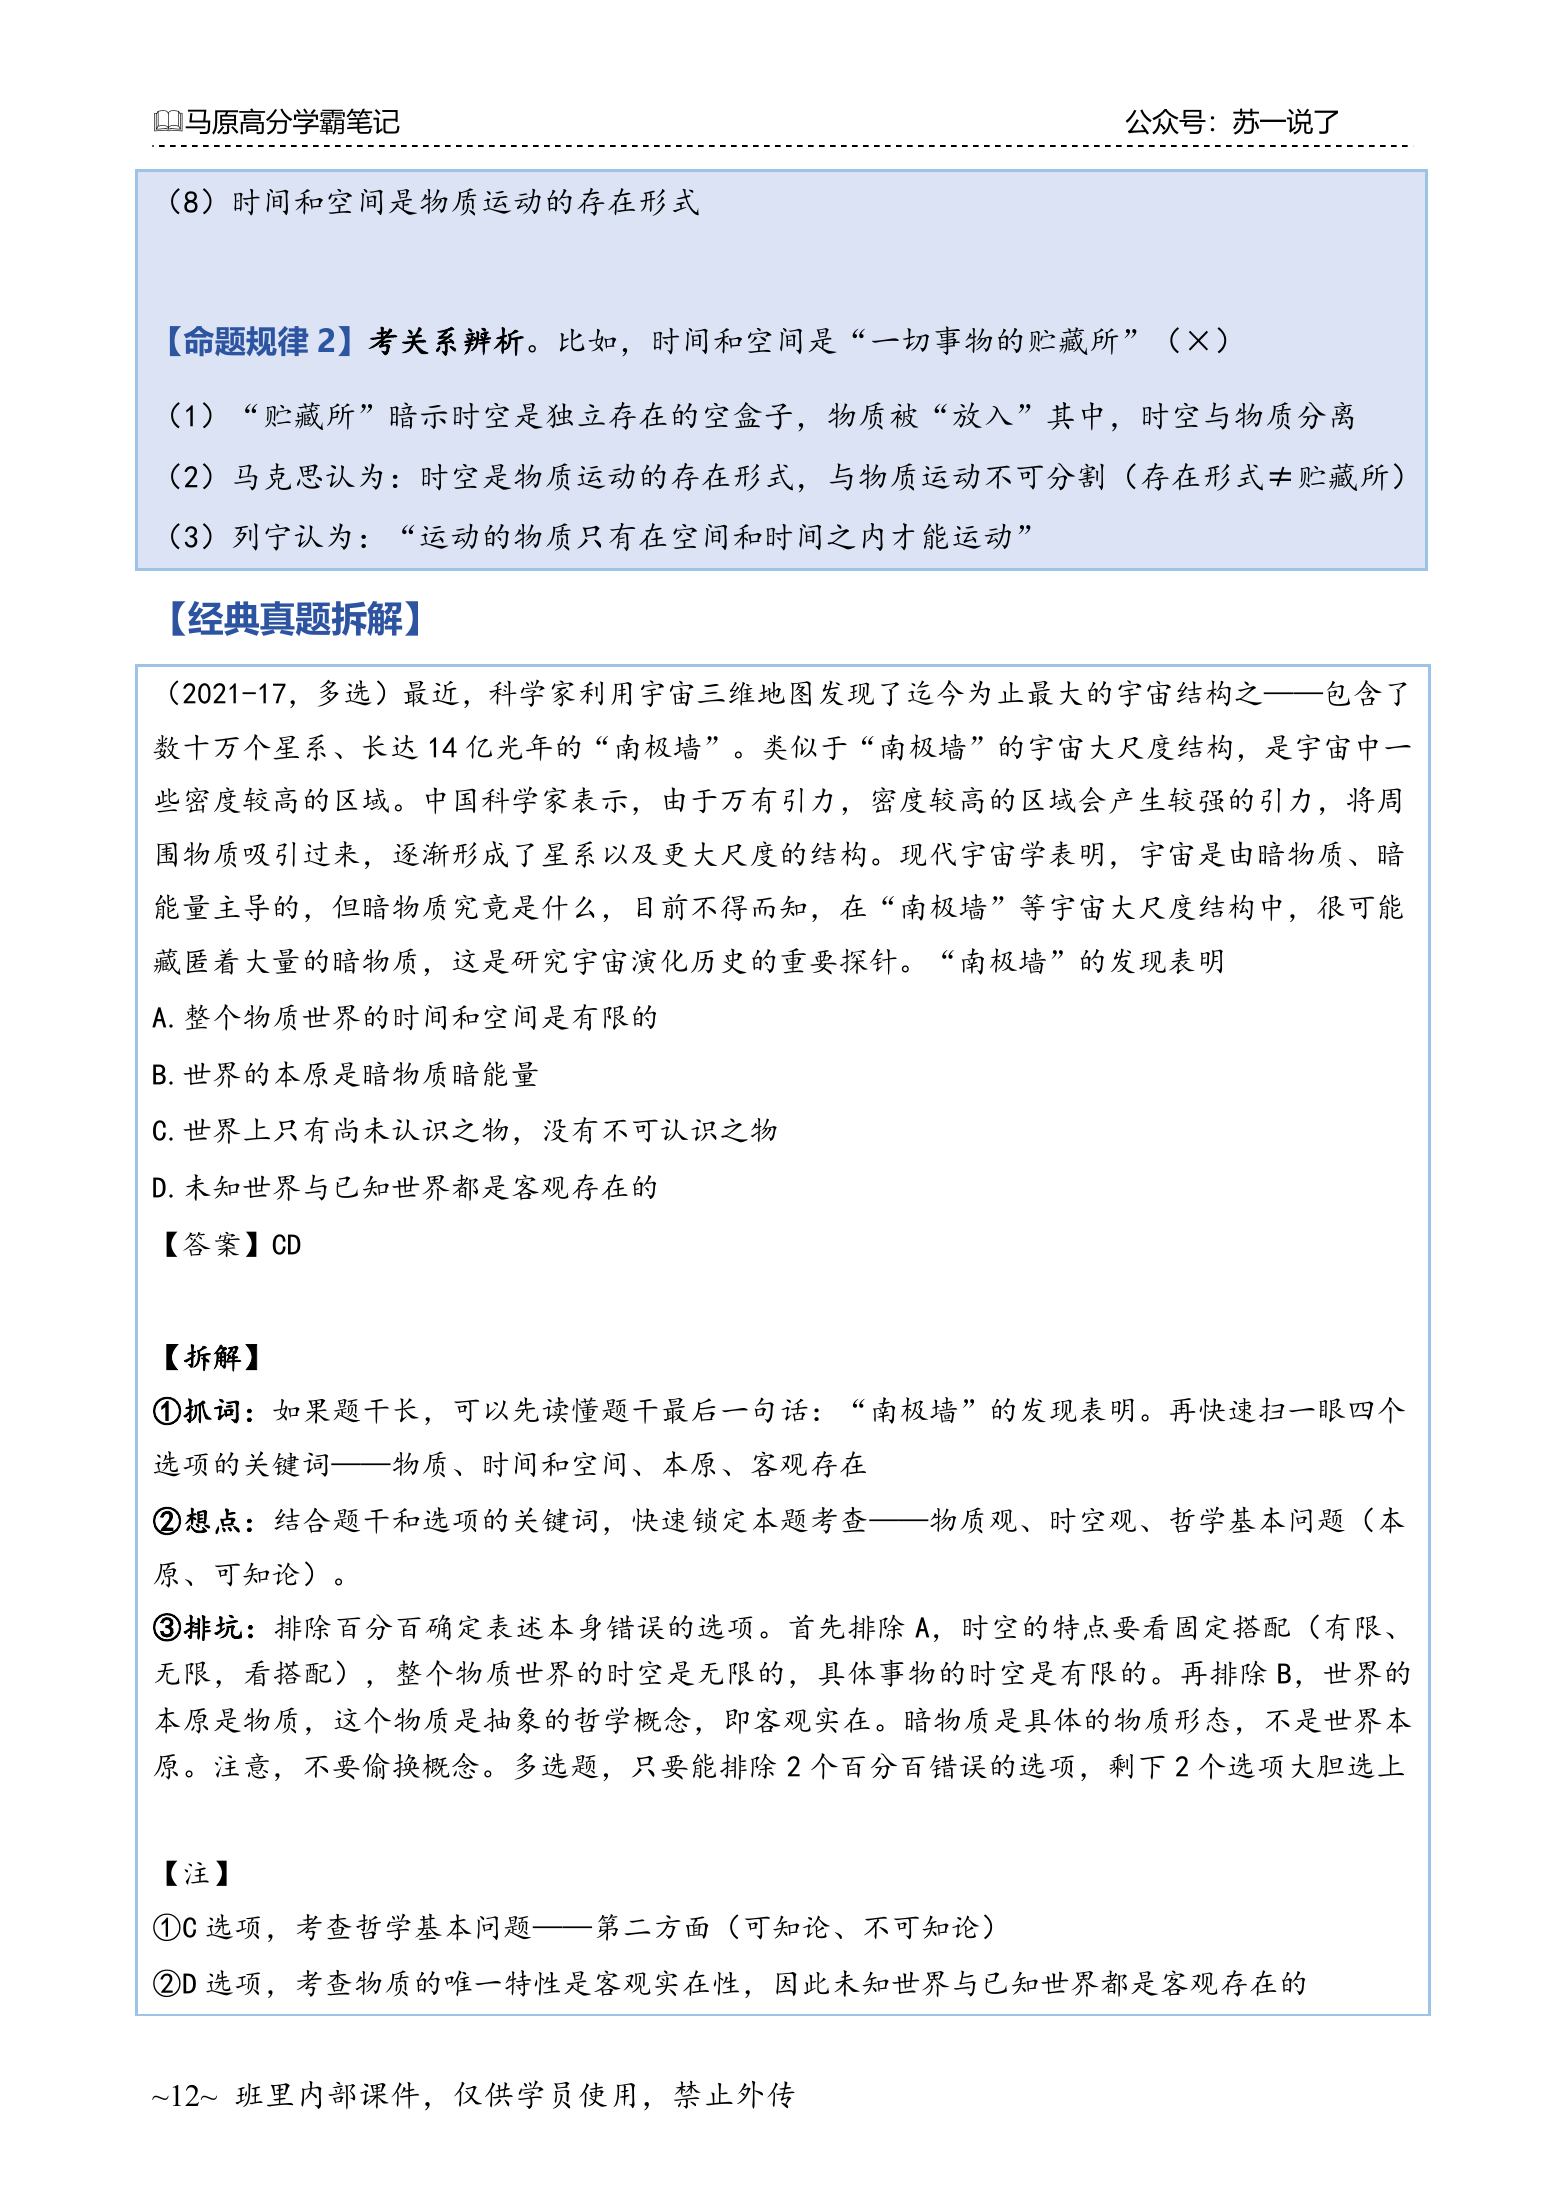 马原高分学霸笔记 公众号：苏一说了
（8）时间和空间是物质运动的存在形式
【命题规律 2】考关系辨析。比如，时间和空间是“一切事物的贮藏所”（×）
（1）“贮藏所”暗示时空是独立存在的空盒子，物质被“放入”其中，时空与物质分离
（2）马克思认为：时空是物质运动的存在形式，与物质运动不可分割（存在形式≠贮藏所）
（3）列宁认为：“运动的物质只有在空间和时间之内才能运动”
【经典真题拆解】
（2021-17，多选）最近，科学家利用宇宙三维地图发现了迄今为止最大的宇宙结构之——包含了
数十万个星系、长达 14 亿光年的“南极墙”。类似于“南极墙”的宇宙大尺度结构，是宇宙中一
些密度较高的区域。中国科学家表示，由于万有引力，密度较高的区域会产生较强的引力，将周
围物质吸引过来，逐渐形成了星系以及更大尺度的结构。现代宇宙学表明，宇宙是由暗物质、暗
能量主导的，但暗物质究竟是什么，目前不得而知，在“南极墙”等宇宙大尺度结构中，很可能
藏匿着大量的暗物质，这是研究宇宙演化历史的重要探针。“南极墙”的发现表明
A.整个物质世界的时间和空间是有限的
B.世界的本原是暗物质暗能量
C.世界上只有尚未认识之物，没有不可认识之物
D.未知世界与已知世界都是客观存在的
【答案】CD
【拆解】
①抓词：如果题干长，可以先读懂题干最后一句话：“南极墙”的发现表明。再快速扫一眼四个
选项的关键词——物质、时间和空间、本原、客观存在
②想点：结合题干和选项的关键词，快速锁定本题考查——物质观、时空观、哲学基本问题（本
原、可知论）。
③排坑：排除百分百确定表述本身错误的选项。首先排除 A，时空的特点要看固定搭配（有限、
无限，看搭配），整个物质世界的时空是无限的，具体事物的时空是有限的。再排除 B，世界的
本原是物质，这个物质是抽象的哲学概念，即客观实在。暗物质是具体的物质形态，不是世界本
原。注意，不要偷换概念。多选题，只要能排除 2 个百分百错误的选项，剩下 2 个选项大胆选上
【注】
①C 选项，考查哲学基本问题——第二方面（可知论、不可知论）
②D 选项，考查物质的唯一特性是客观实在性，因此未知世界与已知世界都是客观存在的
~12~ 班里内部课件，仅供学员使用，禁止外传